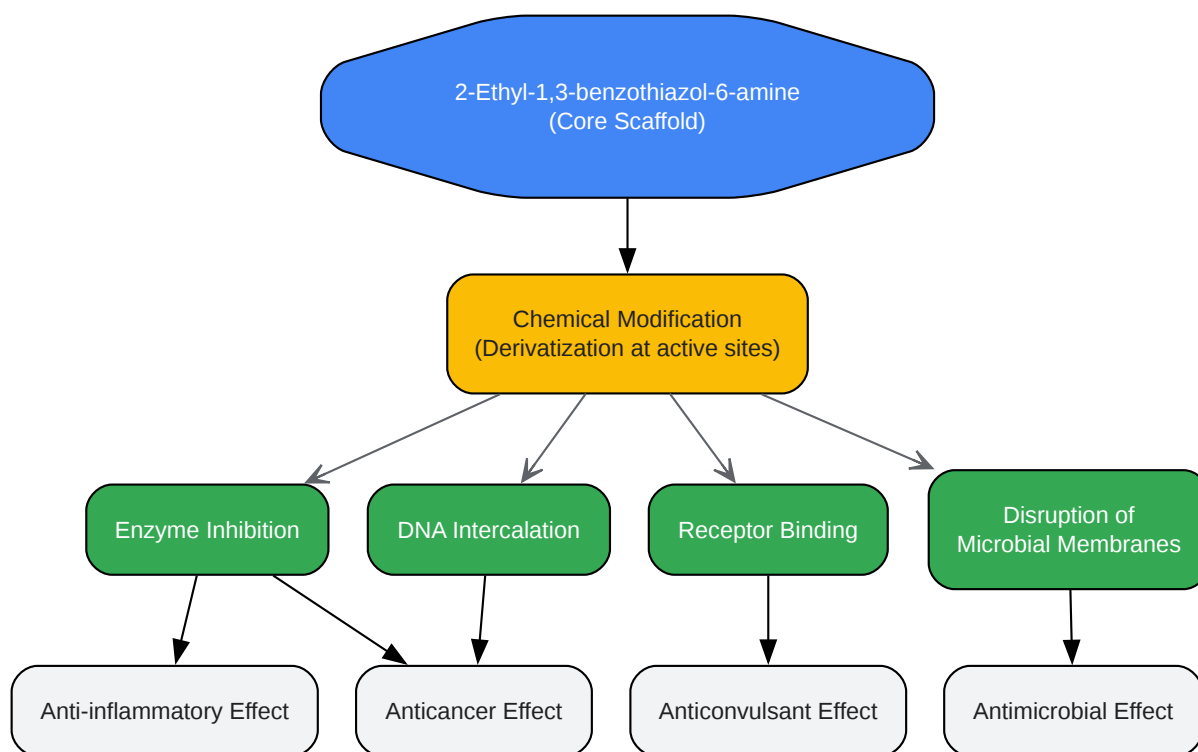 2-Ethyl-1,3-benzothiazol-6-amine
(Core Scaffold)
Chemical Modification
(Derivatization at active sites)
Enzyme Inhibition
DNA Intercalation
Receptor Binding
Disruption of
Microbial Membranes
Anti-inflammatory Effect
Anticancer Effect
Anticonvulsant Effect
Antimicrobial Effect